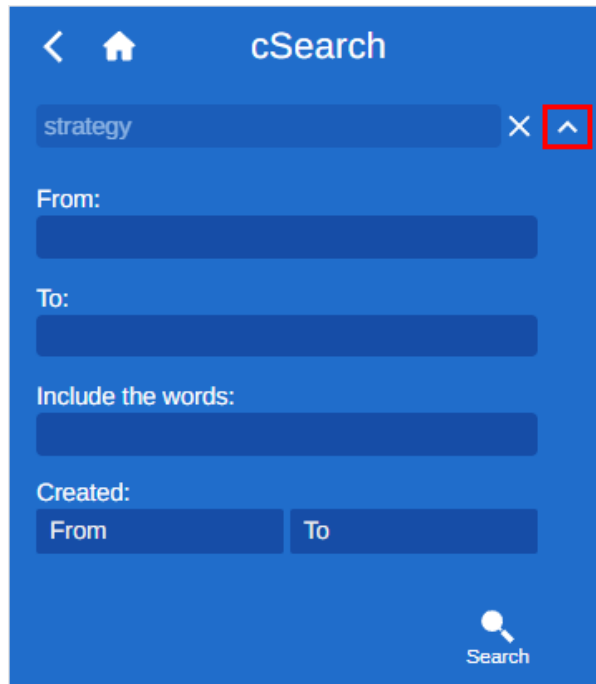 cSearch
strategy
From:
To:
Include the words:
Created:
From To
Search